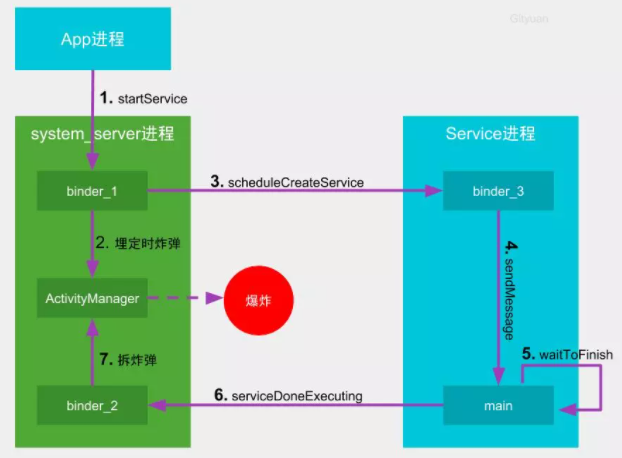 Gityuan
App进程
1. startService
system_server进程
Service进程
binder_1
3. scheduleCreateService
binder_3
2. 埋定时炸弹
4. sendMessage
ActivityManager
爆炸
7. 拆炸弹
5. waitToFinish
6. serviceDoneExecuting
binder_2
main